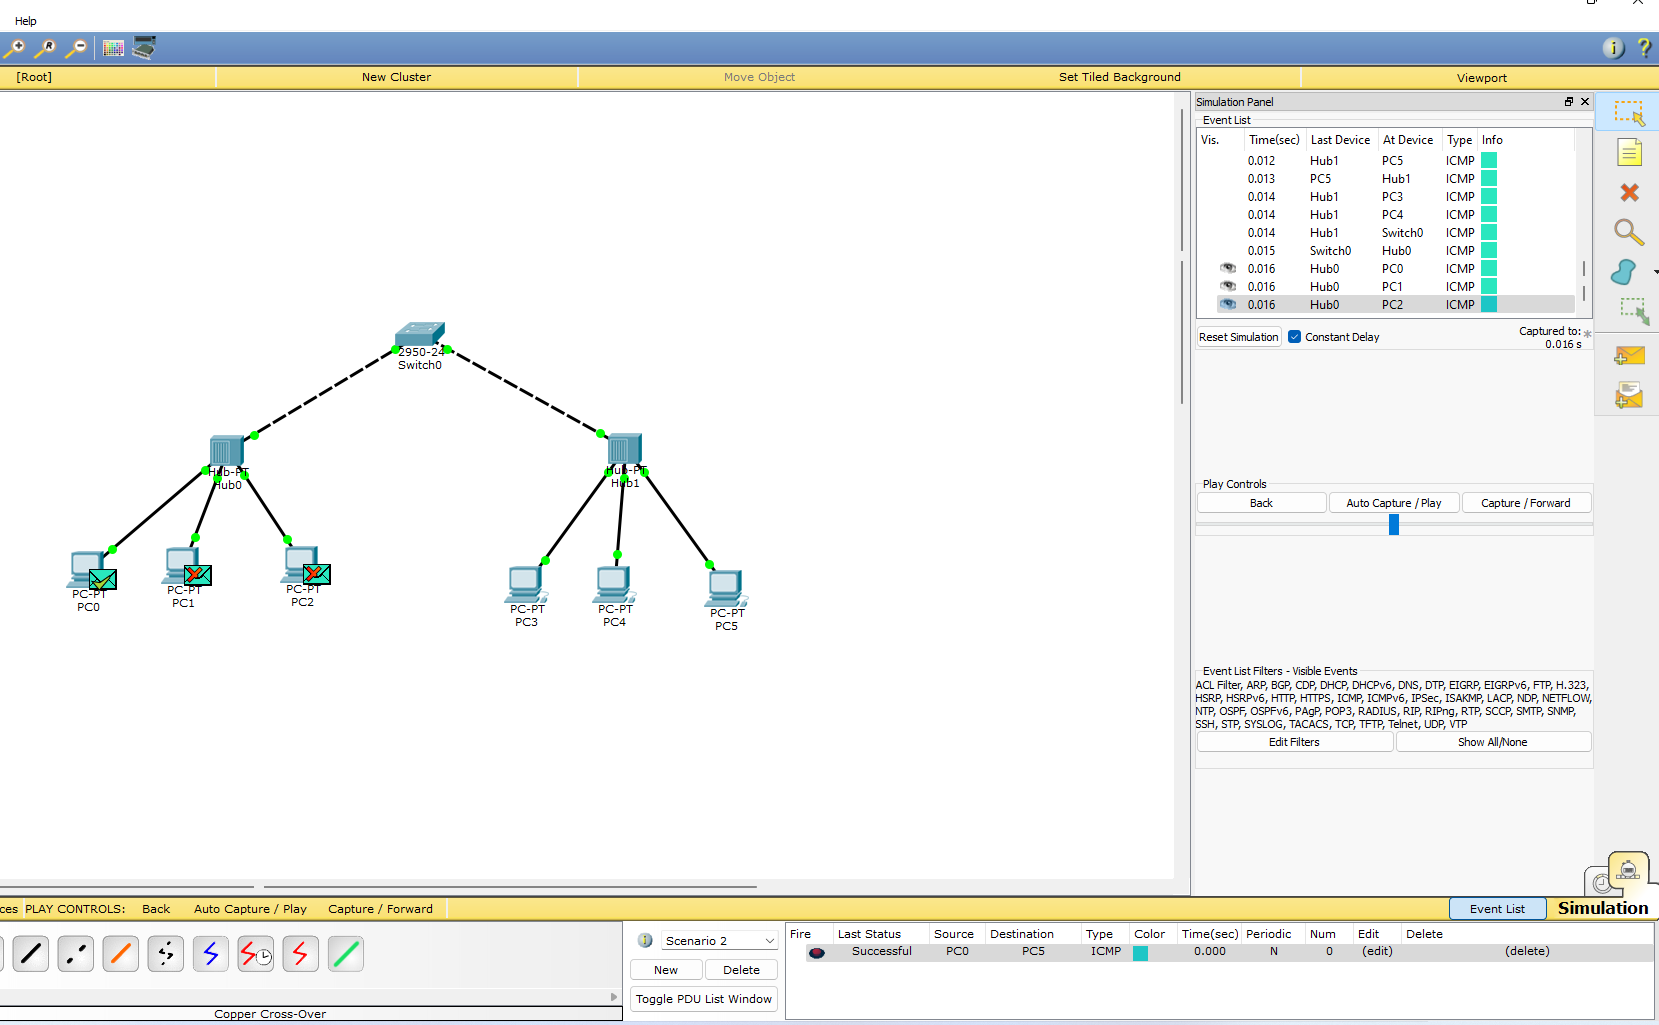 Help
[Root] New Cluster Move Object Set Tiled Background Viewport
Simulation Panel
Event List
Vis. Time(sec) Last Device At Device Type Info
0.012 Hub1 PC5 ICMP
0.013 PC5 Hub1 ICMP
0.014 Hub1 PC3 ICMP
0.014 Hub1 PC4 ICMP
0.014 Hub1 Switch0 ICMP
0.015 Switch0 Hub0 ICMP
0.016 Hub0 PC0 ICMP
0.016 Hub0 PC1 ICMP
0.016 Hub0 PC2 ICMP
Reset Simulation Constant Delay Captured to: *
0.016 s
2950-24
Switch0
Hub-PT
Hub0
Hub-PT
Hub1
PC-PT
PC0
PC-PT
PC1
PC-PT
PC2
PC-PT
PC3
PC-PT
PC4
PC-PT
PC5
Play Controls
Back Auto Capture / Play Capture / Forward
Event List Filters - Visible Events
ACL Filter, ARP, BGP, CDP, DHCP, DHCPv6, DNS, DTP, EIGRP, EIGRPv6, FTP, H.323,
HSRP, HSRPv6, HTTP, HTTPS, ICMP, ICMPv6, IPSec, ISAKMP, LACP, NDP, NETFLOW,
NTP, OSPF, OSPFv6, PAgP, POP3, RADIUS, RIP, RIPng, RTP, SCCP, SMTP, SNMP,
SSH, STP, SYSLOG, TACACS, TCP, TFTP, Telnet, UDP, VTP
Edit Filters Show All/None
ces PLAY CONTROLS: Back Auto Capture / Play Capture / Forward Event List Simulation
Scenario 2
New Delete
Toggle PDU List Window
Fire Last Status Source Destination Type Color Time(sec) Periodic Num Edit Delete
Successful PC0 PC5 ICMP 0.000 N 0 (edit) (delete)
Copper Cross-Over